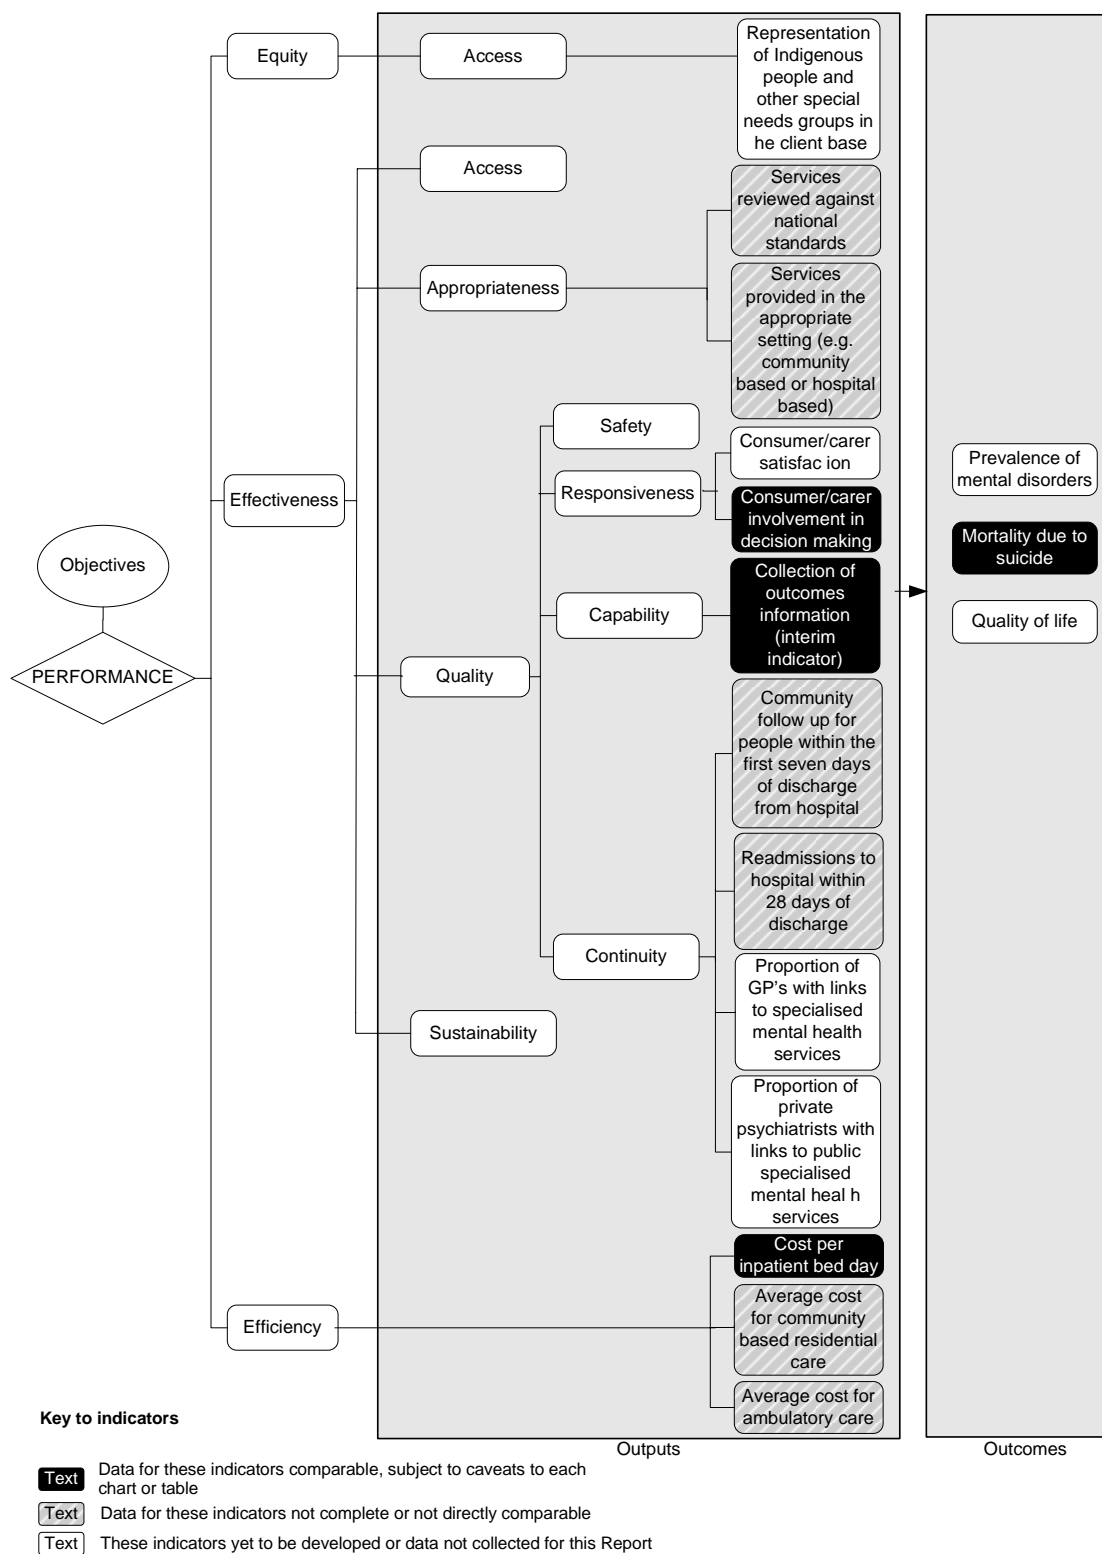 Equity
Access
Representation
of Indigenous
people and
other special
needs groups in
he client base
Access
Services
reviewed against
national
standards
Appropriateness
Services
provided in the
appropriate
setting (e.g.
community
based or hospital
based)
Safety
Consumer/carer
satisfac ion
Responsiveness
Effectiveness
Consumer/carer
involvement in
decision making
Prevalence of
mental disorders
Mortality due to
suicide
Quality of life
Objectives
PERFORMANCE
Collection of
outcomes
information
(interim
indicator)
Capability
Quality
Community
follow up for
people within the
first seven days
of discharge
from hospital
Readmissions to
hospital within
28 days of
discharge
Continuity
Proportion of
GP's with links
to specialised
mental health
services
Sustainability
Proportion of
private
psychiatrists with
links to public
specialised
mental heal h
services
Cost per
inpatient bed day
Efficiency
Average cost
for community
based residential
care
Average cost for
ambulatory care
Key to indicators
Outputs
Outcomes
Text
Data for these indicators comparable, subject to caveats to each
chart or table
Text
Data for these indicators not complete or not directly comparable
Text
These indicators yet to be developed or data not collected for this Report